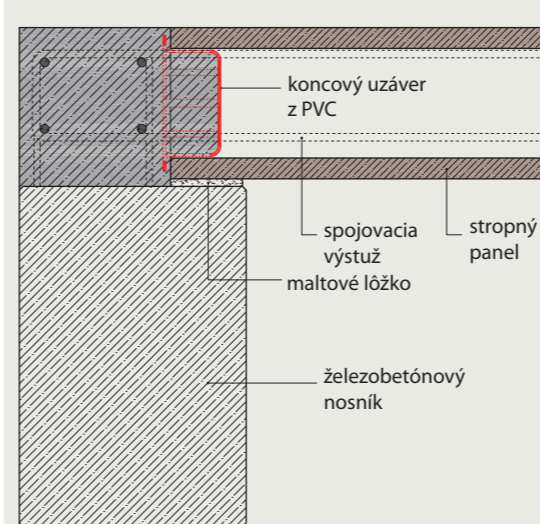 koncový uzáver
z PVC
spojovacia
výstuž
stropný
panel
maltové lôžko
železobetónový
nosník